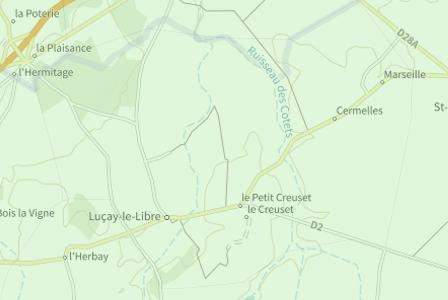 la Poterie
D28A
la Plaisance
l'Hermitage
Marseille
Ruisseau des Cotets
Cermelles
St-
le Petit Creuset
le Creuset
Bois la Vigne
Luçay-le-Libre
D2
l'Herbay